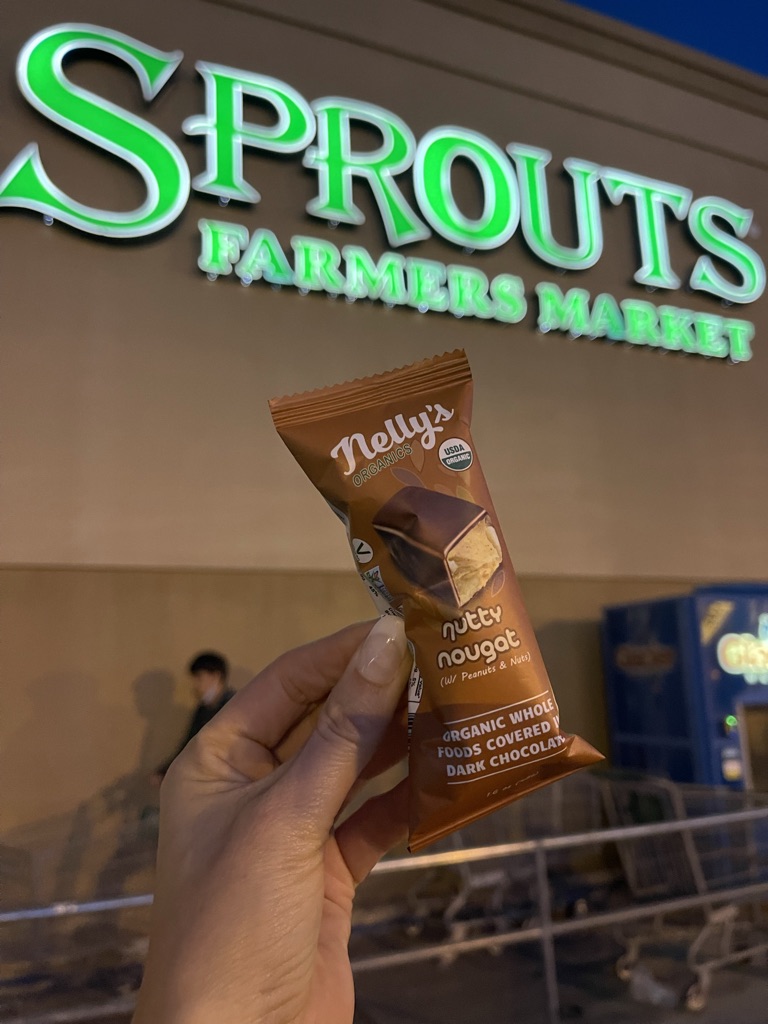 SPROUTS
FARMERS MARKET
Nelly's
ORGANICS
USDA
ORGANIC
V
nutty
nougat
(W/ Peanuts & Nuts)
ORGANIC WHOLE
FOODS COVERED
DARK CHOCOLATE